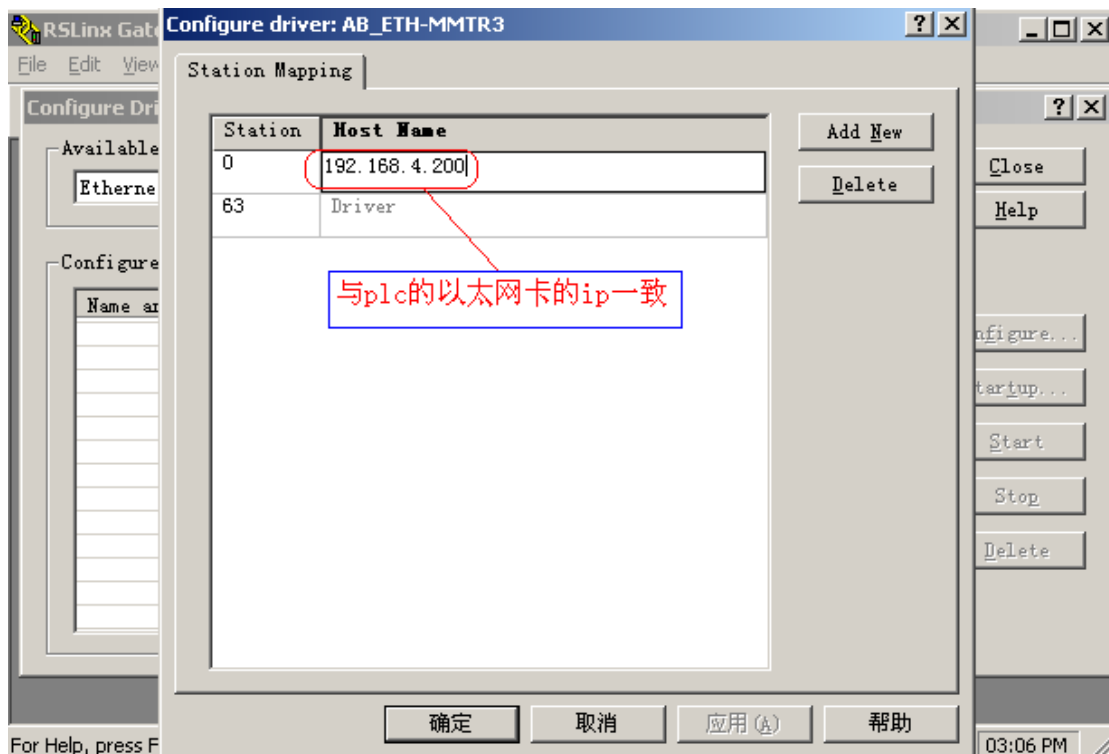 RSLinx Gat
Configure driver: AB_ETH-MMTR3
File Edit View
Station Mapping
Configure Dri
Available
Etherne
Station Host Name
0 192.168.4.200
63 Driver
Add New
Delete
Close
Help
与plc的以太网卡的ip一致
Configure
Name an
nfigure...
tartup...
Start
Stop
Delete
确定 取消 应用(A) 帮助
For Help, press F
03:06 PM